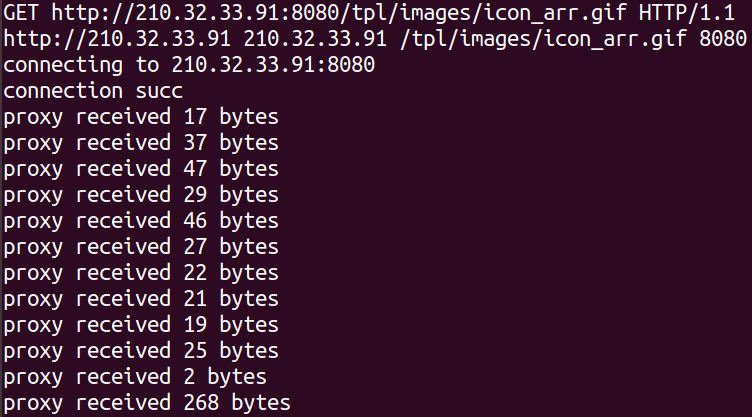 GET http://210.32.33.91:8080/tpl/images/icon_arr.gif HTTP/1.1
http://210.32.33.91 210.32.33.91 /tpl/images/icon_arr.gif 8080
connecting to 210.32.33.91:8080
connection succ
proxy received 17 bytes
proxy received 37 bytes
proxy received 47 bytes
proxy received 29 bytes
proxy received 46 bytes
proxy received 27 bytes
proxy received 22 bytes
proxy received 21 bytes
proxy received 19 bytes
proxy received 25 bytes
proxy received 2 bytes
proxy received 268 bytes